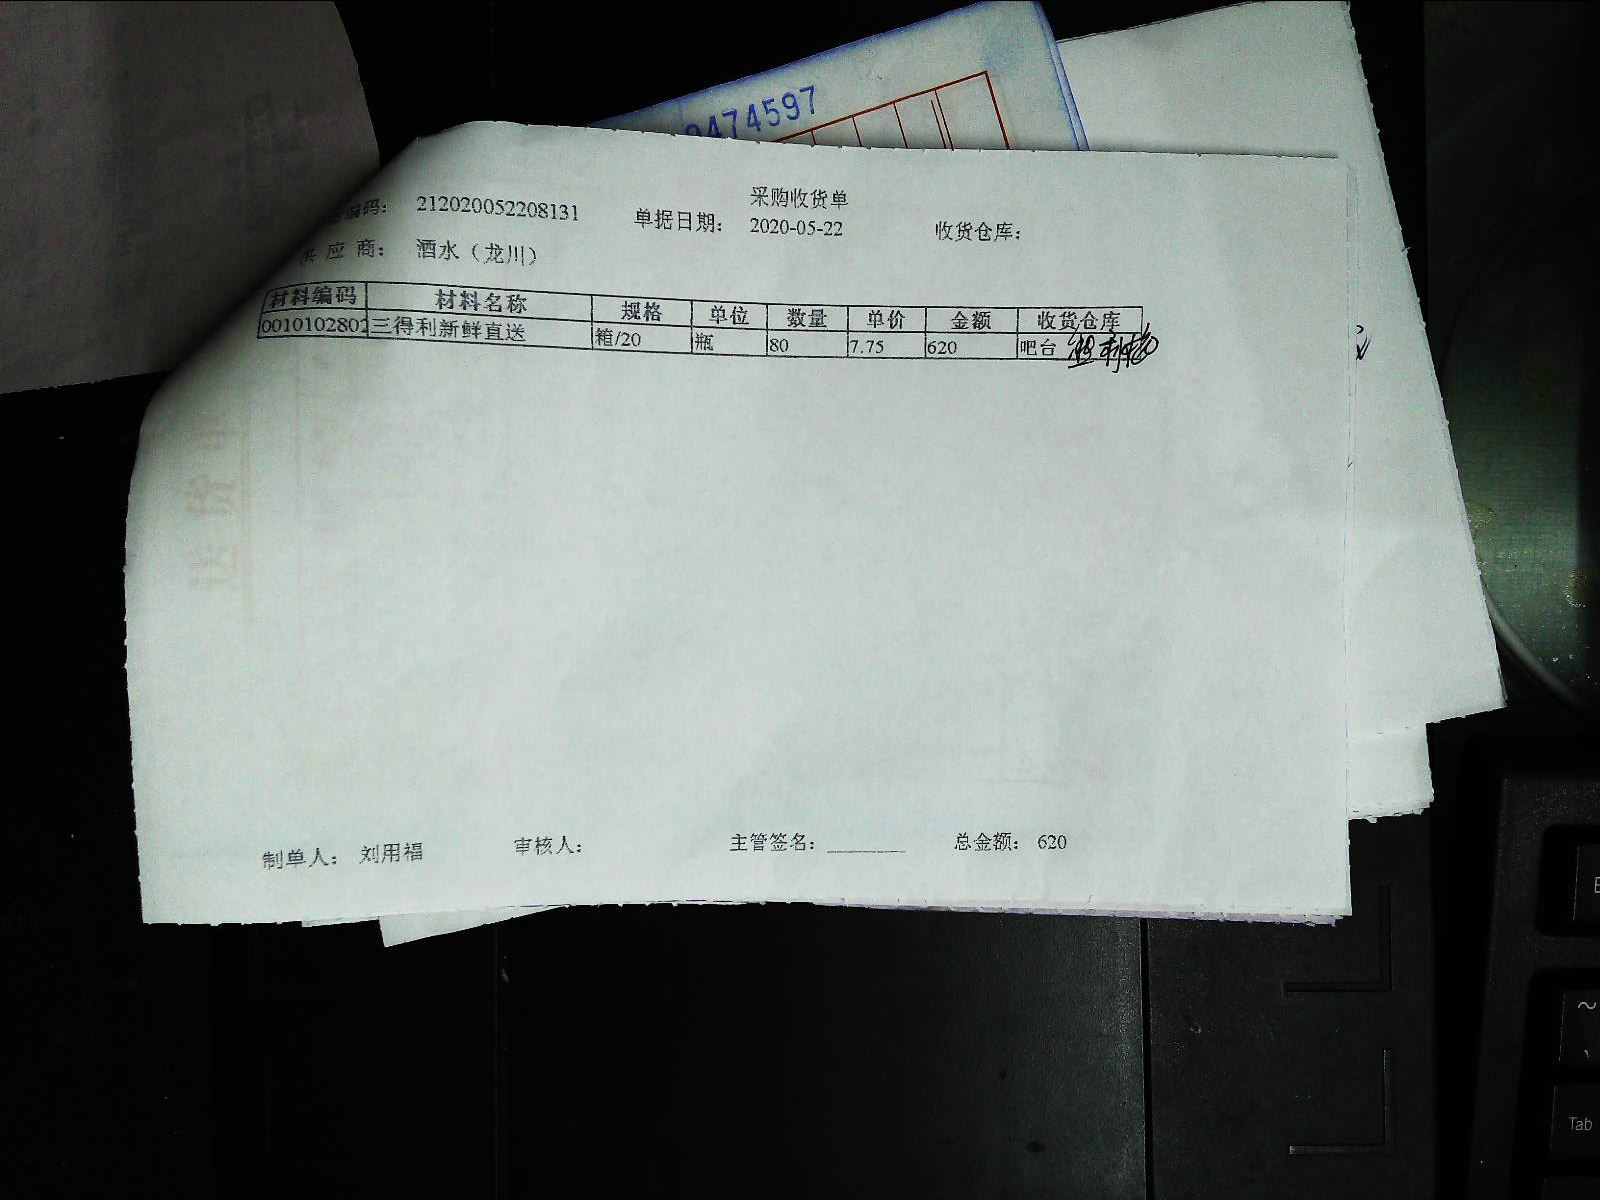 474597
采购收货单
编码： 212020052208131 单据日期： 2020-05-22 收货仓库：
供 应 商： 酒水（龙川）
材料编码 材料名称 规格 单位 数量 单价 金额 收货仓库
0010102802 三得利新鲜直送 箱/20 瓶 80 7.75 620 吧台
制单人： 刘用福 审核人： 主管签名： 总金额： 620
~
Tab